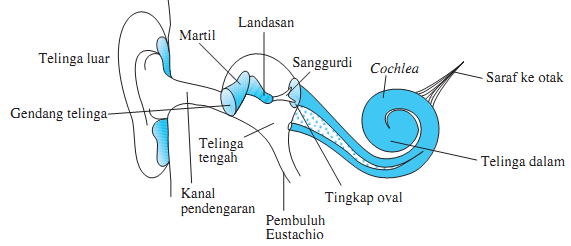 Landasan
Martil
Telinga luar
Sanggurdi
Cochlea
Saraf ke otak
Gendang telinga
Telinga
tengah
Telinga dalam
Kanal
pendengaran
Tingkap oval
Pembuluh
Eustachio